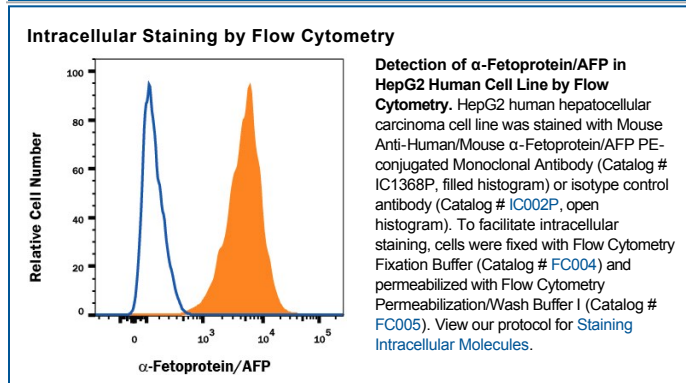 Intracellular Staining by Flow Cytometry
100
80
60
40
20
0
Relative Cell Number
0
10³
10⁴
10⁵
α-Fetoprotein/AFP
Detection of α-Fetoprotein/AFP in
HepG2 Human Cell Line by Flow
Cytometry. HepG2 human hepatocellular
carcinoma cell line was stained with Mouse
Anti-Human/Mouse α-Fetoprotein/AFP PE-
conjugated Monoclonal Antibody (Catalog #
IC1368P, filled histogram) or isotype control
antibody (Catalog # IC002P, open
histogram). To facilitate intracellular
staining, cells were fixed with Flow Cytometry
Fixation Buffer (Catalog # FC004) and
permeabilized with Flow Cytometry
Permeabilization/Wash Buffer I (Catalog #
FC005). View our protocol for Staining
Intracellular Molecules.